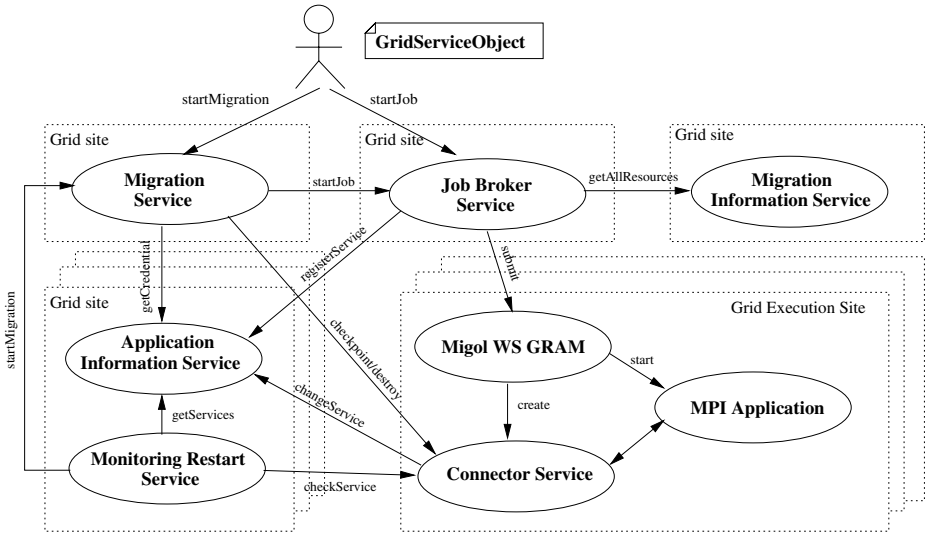 GridServiceObject
startMigration
startJob
Grid site
Grid site
Grid site
Migration
Service
startJob
Job Broker
Service
getAllResources
Migration
Information Service
getCredential
registerService
submit
startMigration
Grid site
Grid Execution Site
Application
Information Service
checkpoint/destroy
Migol WS GRAM
start
changeService
create
MPI Application
getServices
Monitoring Restart
Service
checkService
Connector Service